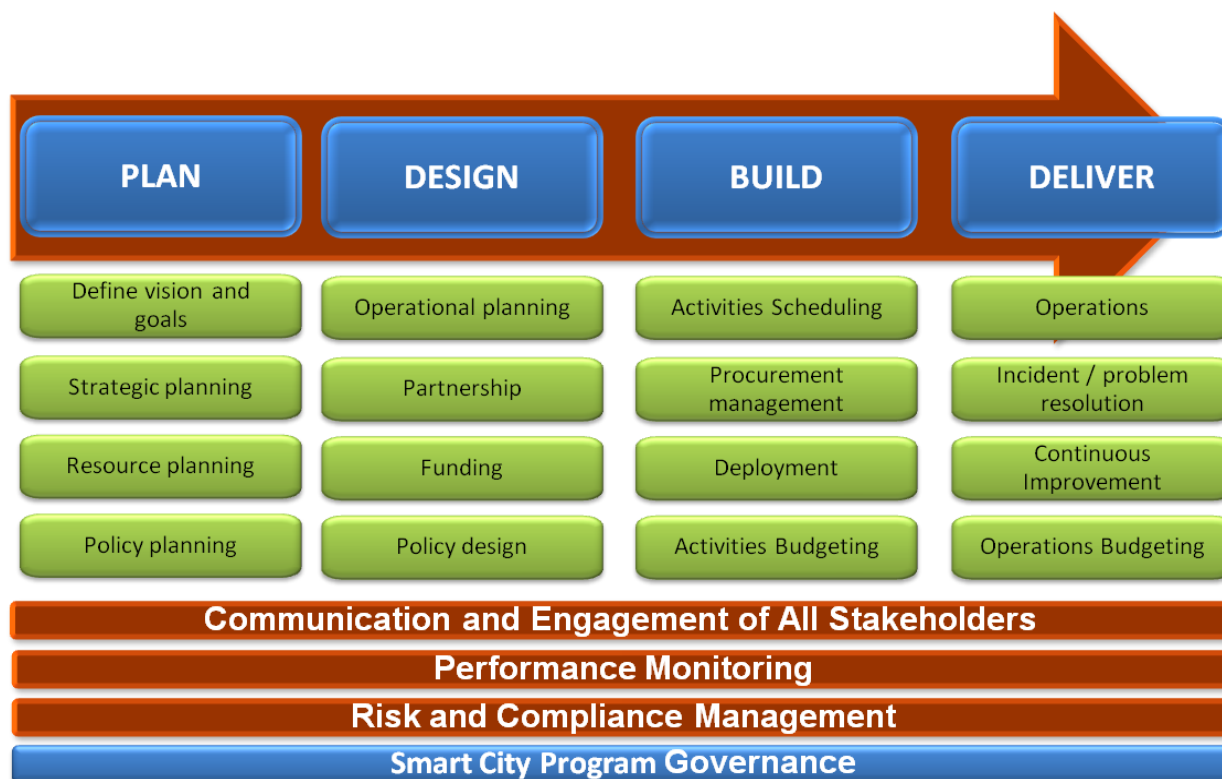 PLAN
DESIGN
BUILD
DELIVER
Define vision and
goals
Operational planning
Activities Scheduling
Operations
Strategic planning
Partnership
Procurement
management
Incident / problem
resolution
Resource planning
Funding
Deployment
Continuous
Improvement
Policy planning
Policy design
Activities Budgeting
Operations Budgeting
Communication and Engagement of All Stakeholders
Performance Monitoring
Risk and Compliance Management
Smart City Program Governance